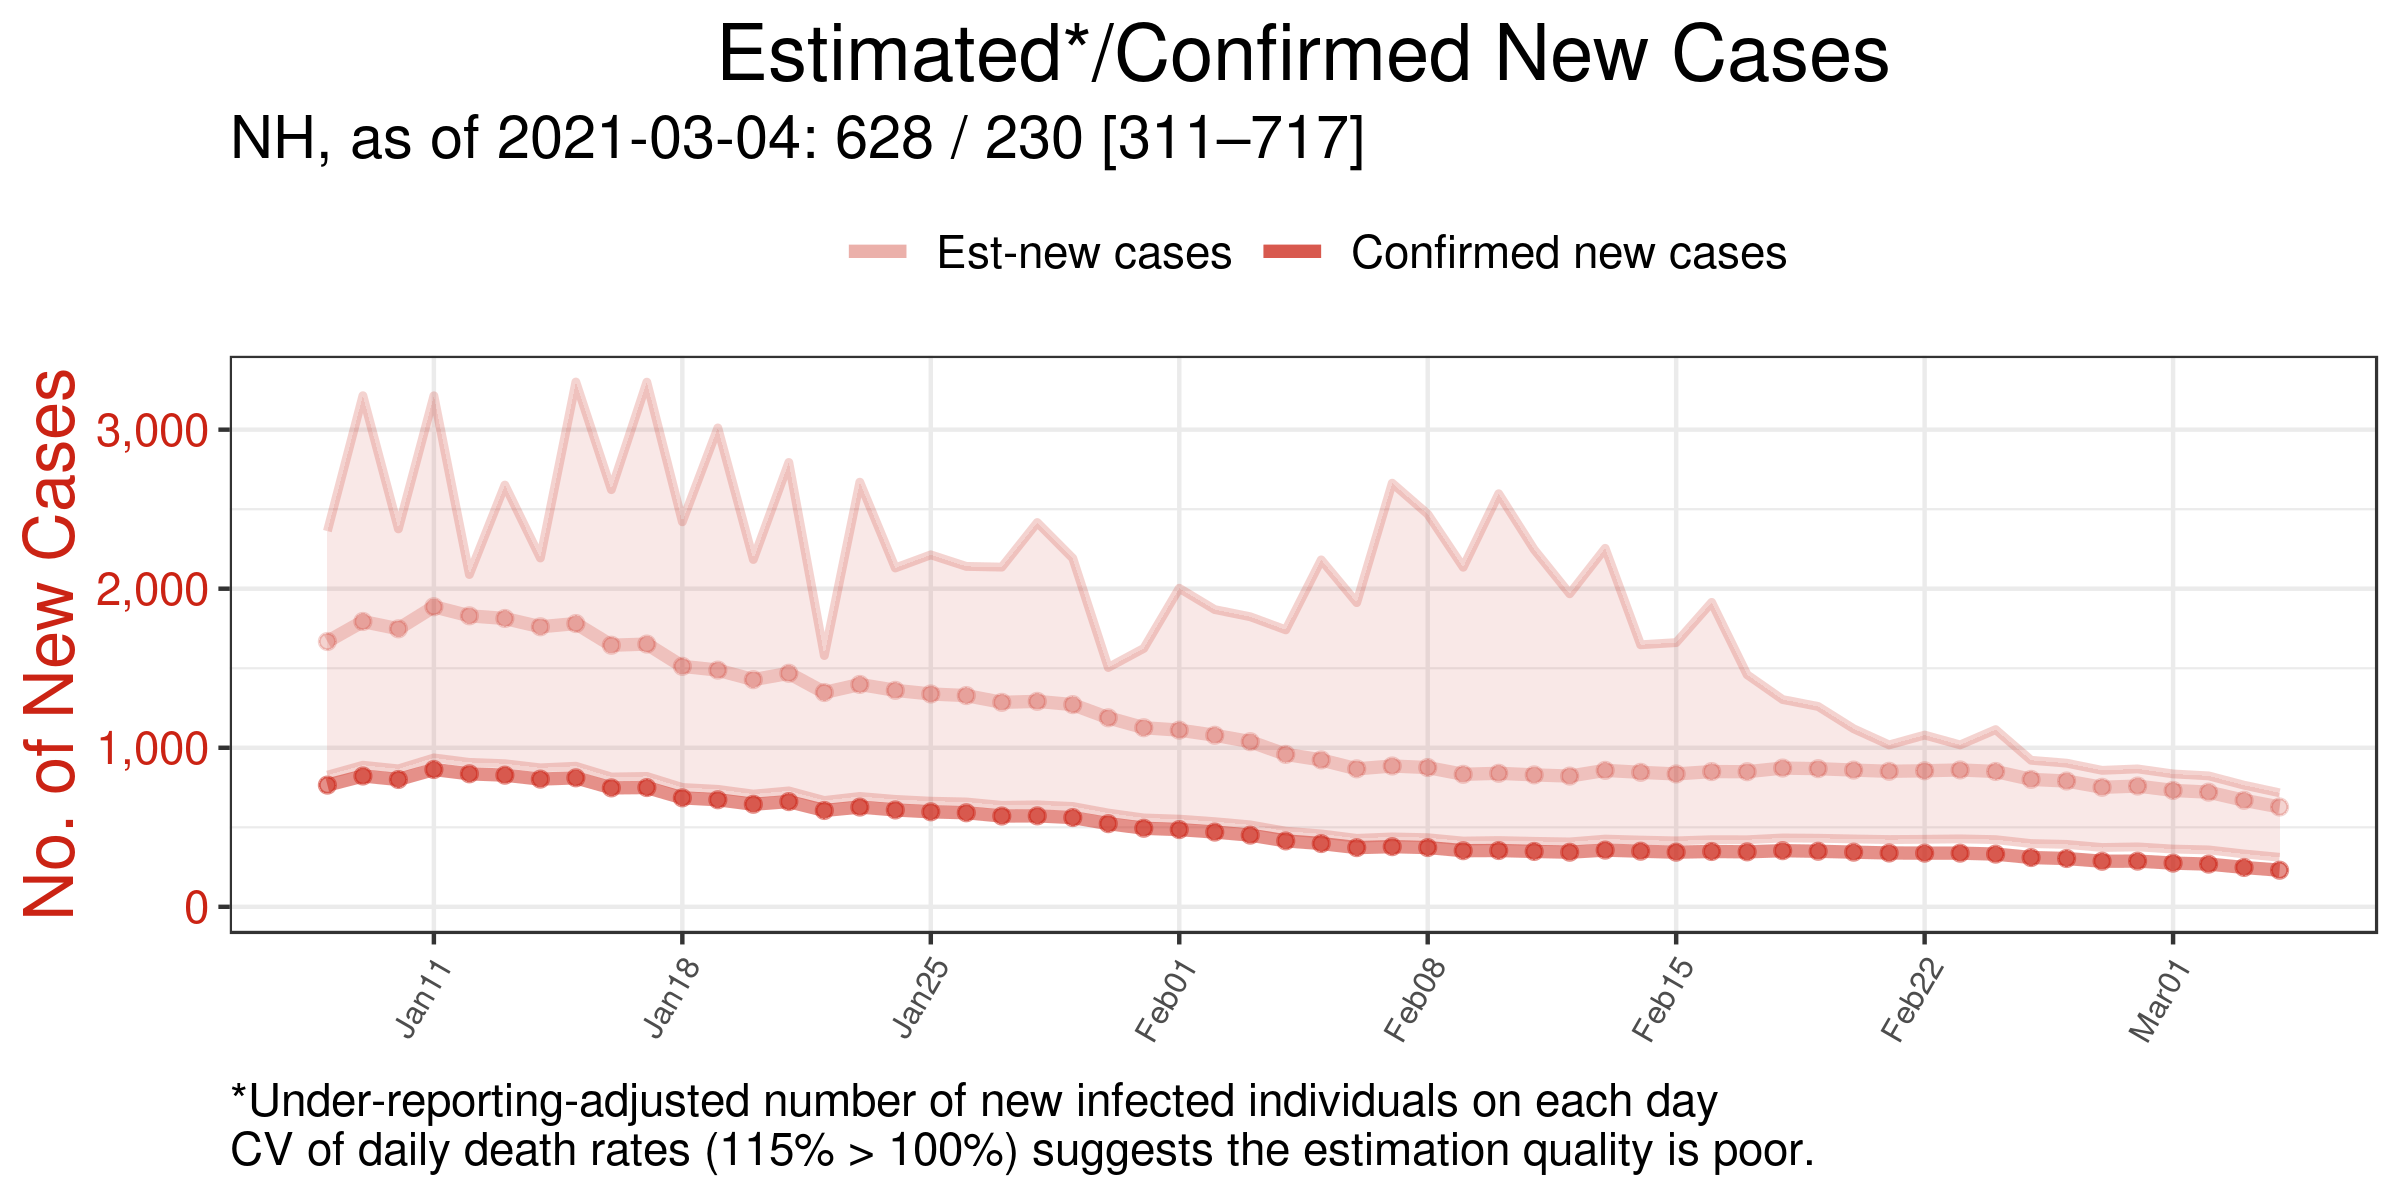 Estimated*/Confirmed New Cases
NH, as of 2021-03-04: 628 / 230 [311–717]
Est-new cases Confirmed new cases
No. of New Cases
3,000
2,000
1,000
0
Jan11 Jan18 Jan25 Feb01 Feb08 Feb15 Feb22 Mar01
*Under-reporting-adjusted number of new infected individuals on each day
CV of daily death rates (115% > 100%) suggests the estimation quality is poor.